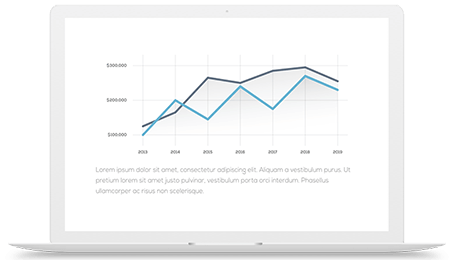 $300,000
$200,000
$100,000
2013 2014 2015 2016 2017 2018 2019
Lorem ipsum dolor sit amet, consectetur adipiscing elit. Aliquam a vestibulum purus. Ut
pretium lorem sit amet justo pulvinar, vestibulum porta orci interdum. Phasellus
ullamcorper ac risus non scelerisque.